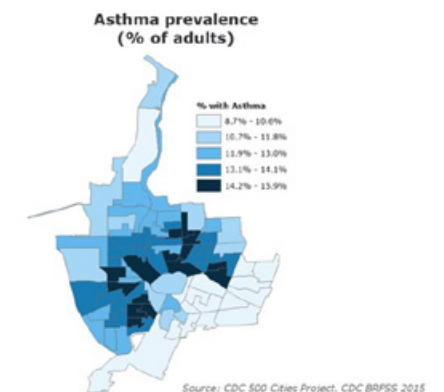 Asthma prevalence
(% of adults)
% with Asthma
8.7% - 10.6%
10.7% - 11.8%
11.9% - 13.0%
13.1% - 14.1%
14.2% - 15.9%
Source: CDC 500 Cities Project, CDC BRFSS 2015